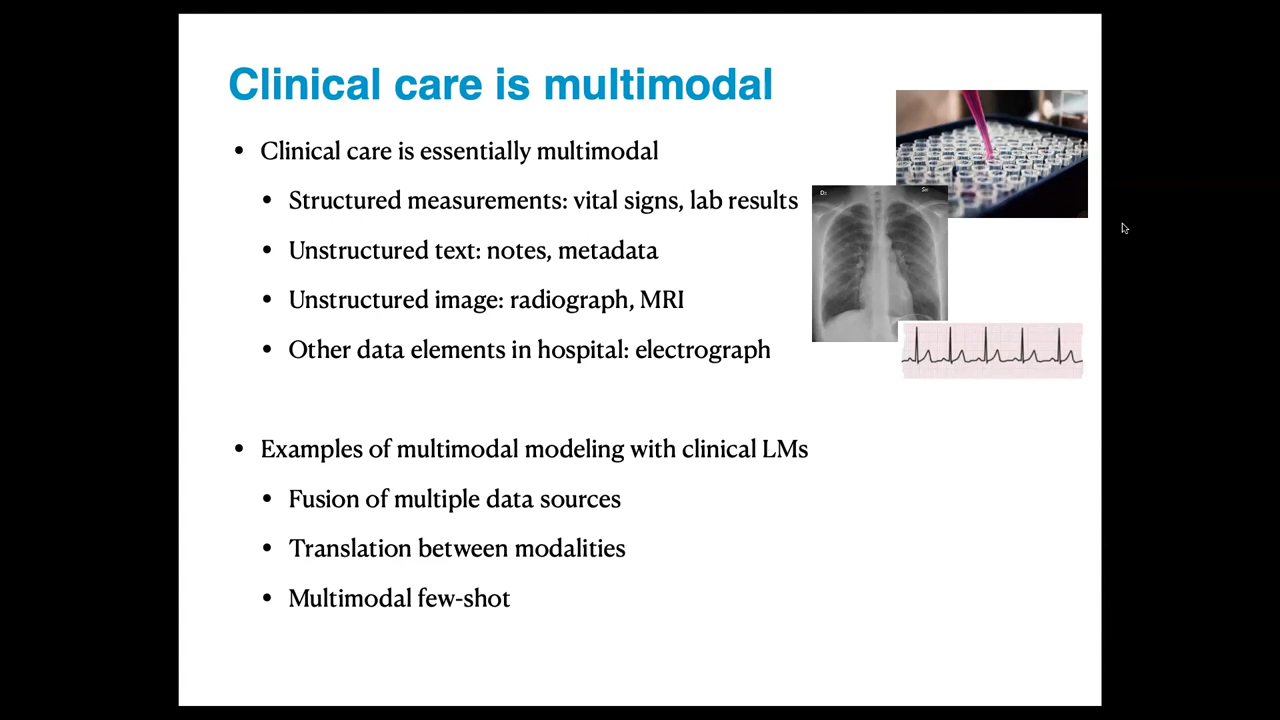 Clinical care is multimodal
• Clinical care is essentially multimodal
• Structured measurements: vital signs, lab results
• Unstructured text: notes, metadata
• Unstructured image: radiograph, MRI
• Other data elements in hospital: electrograph
• Examples of multimodal modeling with clinical LMs
• Fusion of multiple data sources
• Translation between modalities
• Multimodal few-shot